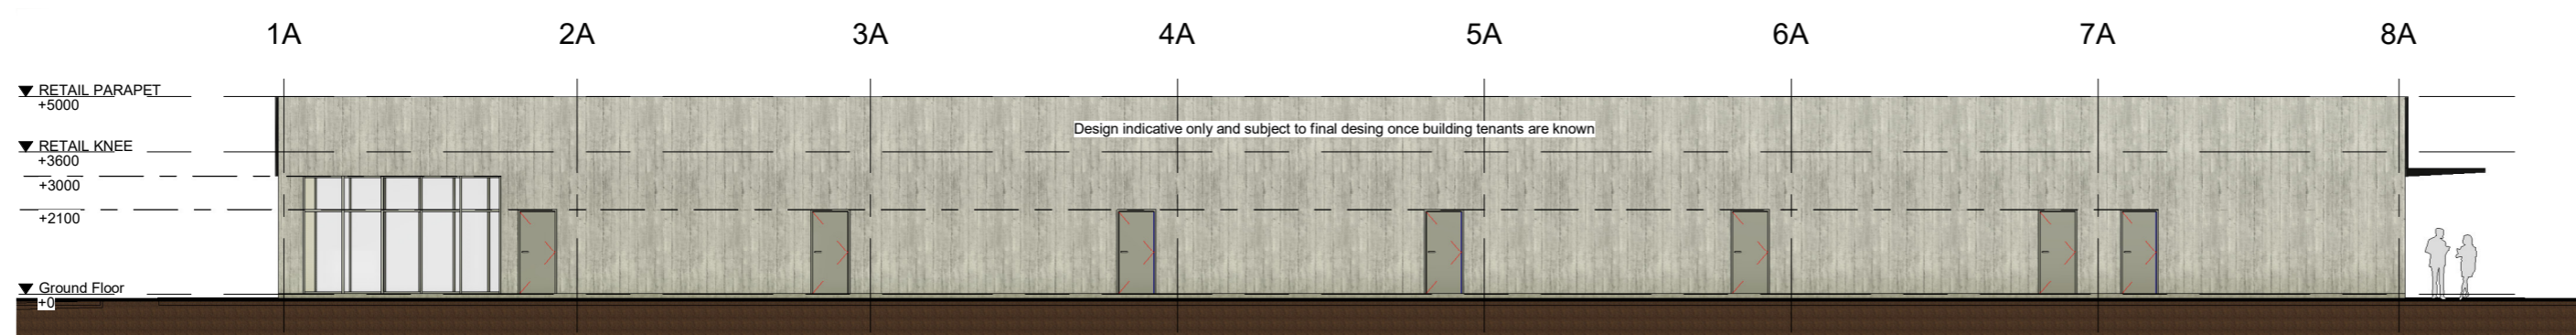 1A 2A 3A 4A 5A 6A 7A 8A
RETAIL PARAPET
+5000
Design indicative only and subject to final desing once building tenants are known
RETAIL KNEE
+3600
+3000
+2100
Ground Floor
+0